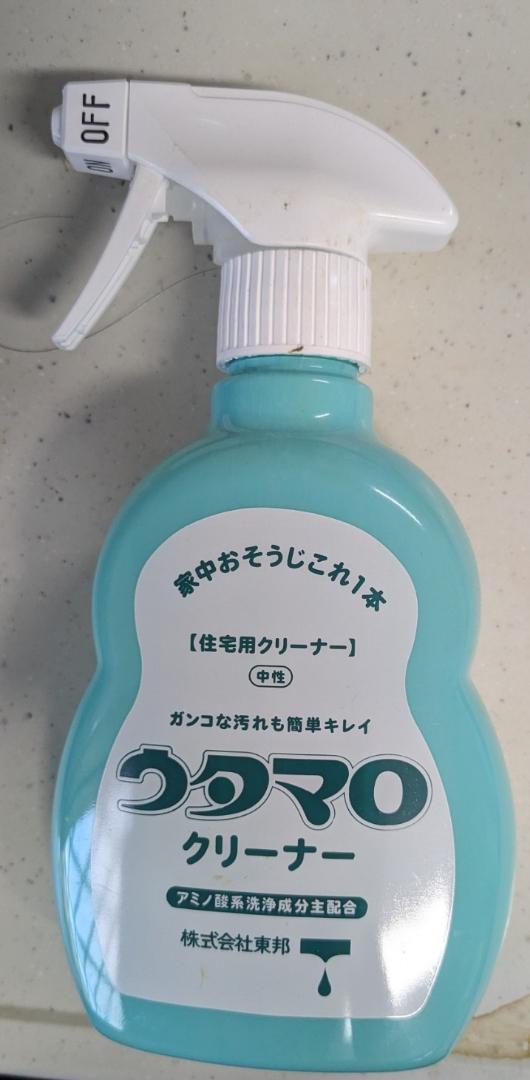 OFF
ON
家中おそうじこれ1本
【住宅用クリーナー】
中性
ガンコな汚れも簡単キレイ
ウタマロ
クリーナー
アミノ酸系洗浄成分主配合
株式会社東邦